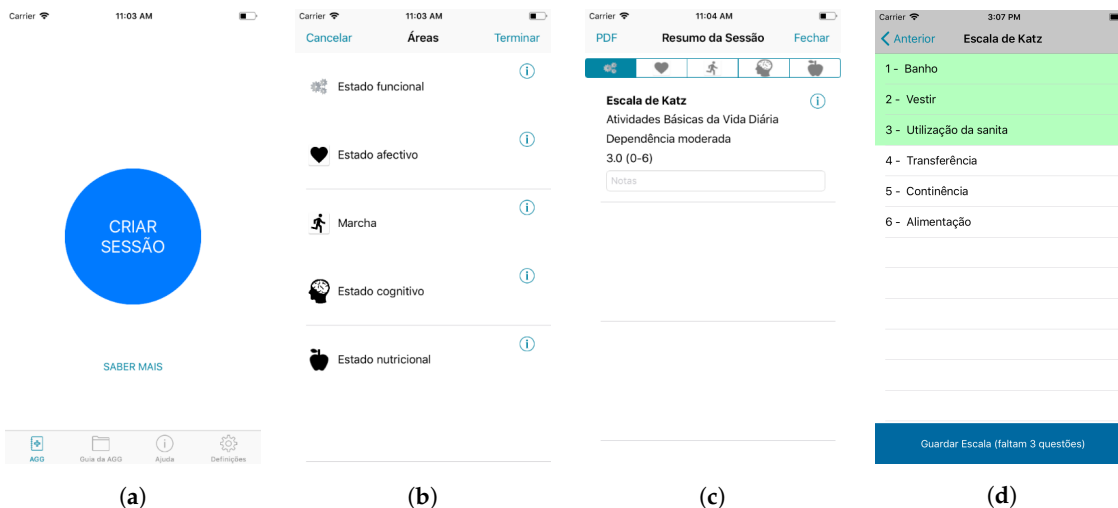 Carrier 11:03 AM
CRIAR
SESSÃO
SABER MAIS
AGG Guia da AGG Ajuda Definições
(a)
Carrier 11:03 AM
Cancelar Áreas Terminar
Estado funcional
Estado afectivo
Marcha
Estado cognitivo
Estado nutricional
(b)
Carrier 11:04 AM
PDF Resumo da Sessão Fechar
Escala de Katz
Atividades Básicas da Vida Diária
Dependência moderada
3.0 (0-6)
Notas
(c)
Carrier 3:07 PM
Anterior Escala de Katz
1 - Banho
2 - Vestir
3 - Utilização da sanita
4 - Transferência
5 - Continência
6 - Alimentação
Guardar Escala (faltam 3 questões)
(d)